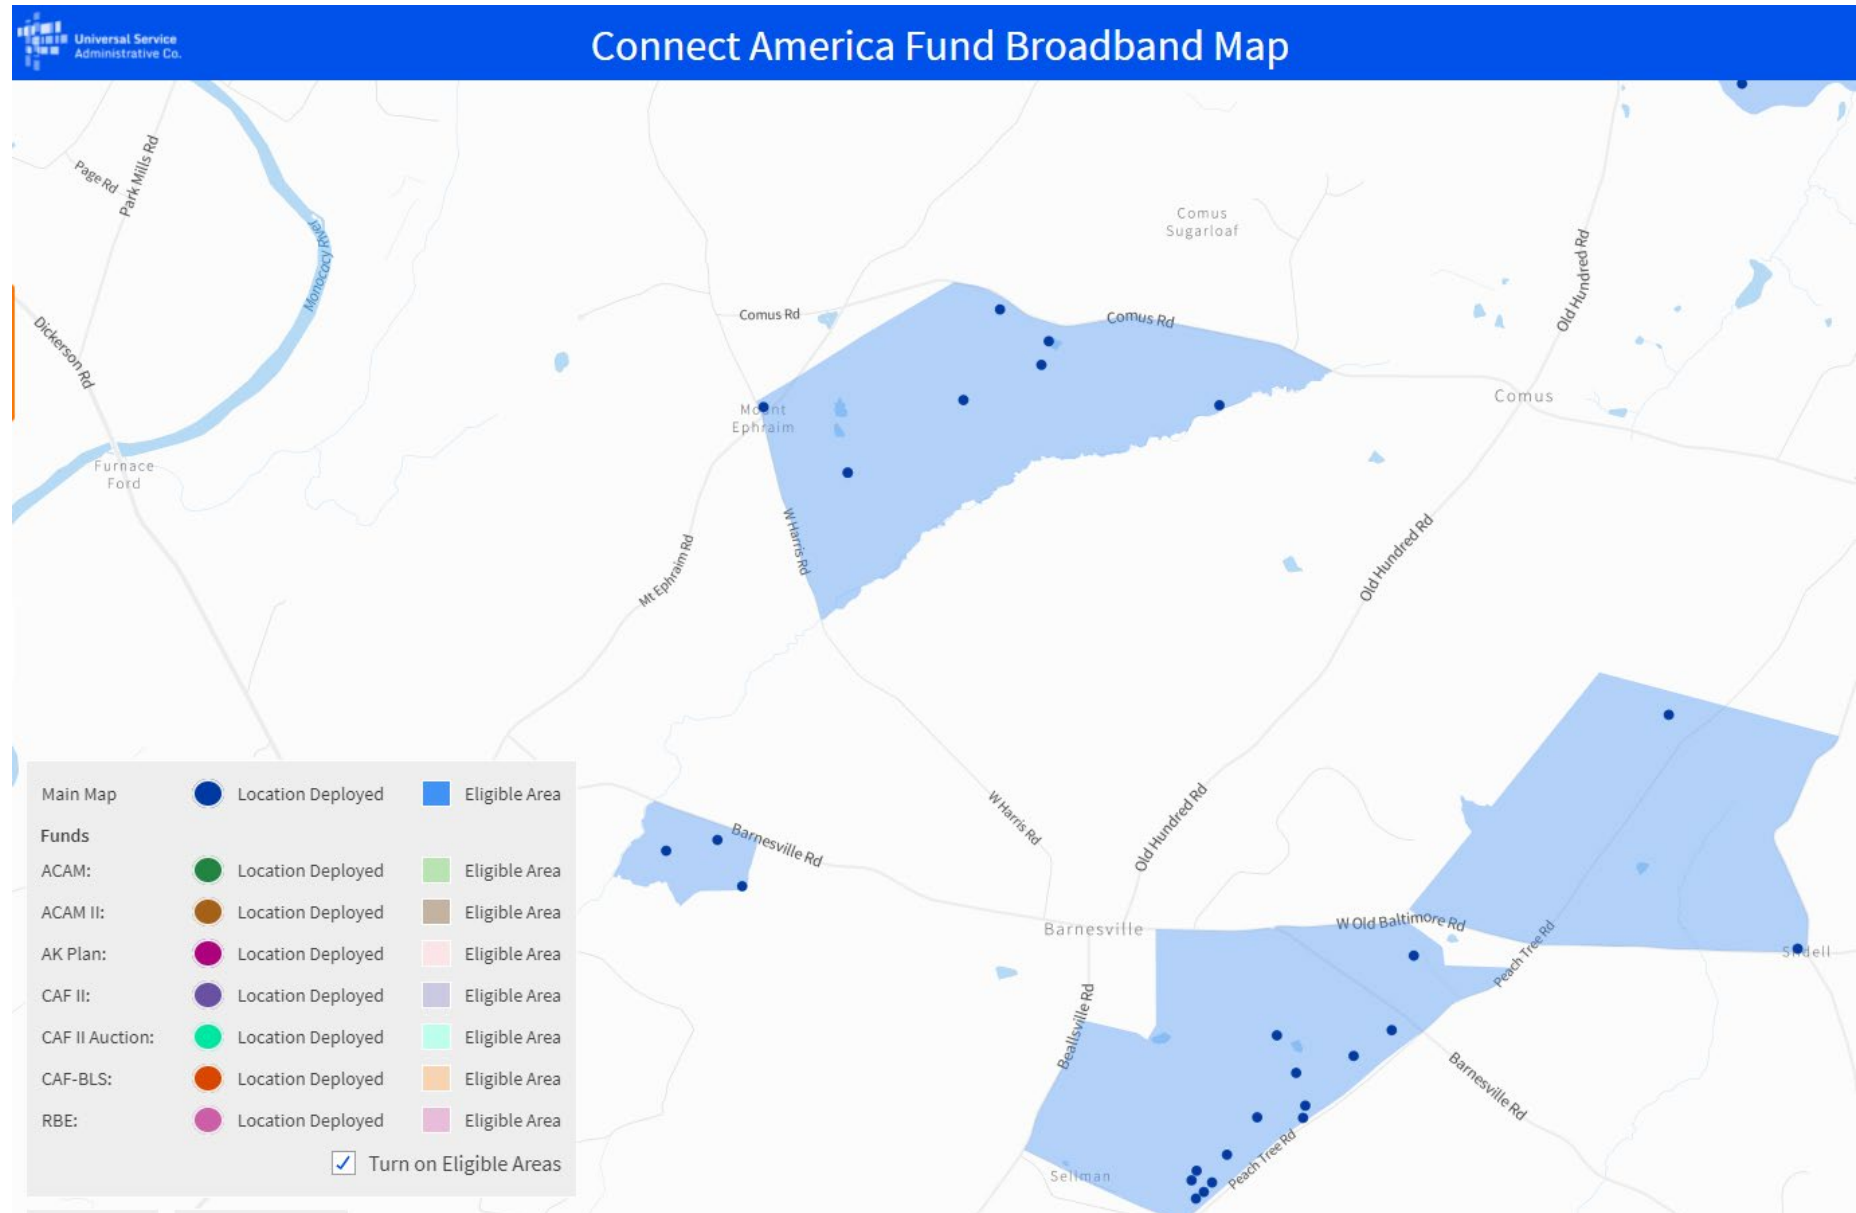 Universal Service
Administrative Co.
Connect America Fund Broadband Map
Page Rd
Park Mills Rd
Monocacy River
Comus
Sugarloaf
Old Hundred Rd
Dickerson Rd
Comus Rd
Comus Rd
Comus
Mount
Ephraim
Furnace
Ford
W Harris Rd
Mt Ephraim Rd
Old Hundred Rd
W Harris Rd
Old Hundred Rd
Barnesville Rd
Barnesville
W Old Baltimore Rd
Peach Tree Rd
Slidell
Beallsville Rd
Barnesville Rd
Peach Tree Rd
Sellman
Main Map Location Deployed Eligible Area
Funds
ACAM: Location Deployed Eligible Area
ACAM II: Location Deployed Eligible Area
AK Plan: Location Deployed Eligible Area
CAF II: Location Deployed Eligible Area
CAF II Auction: Location Deployed Eligible Area
CAF-BLS: Location Deployed Eligible Area
RBE: Location Deployed Eligible Area
Turn on Eligible Areas